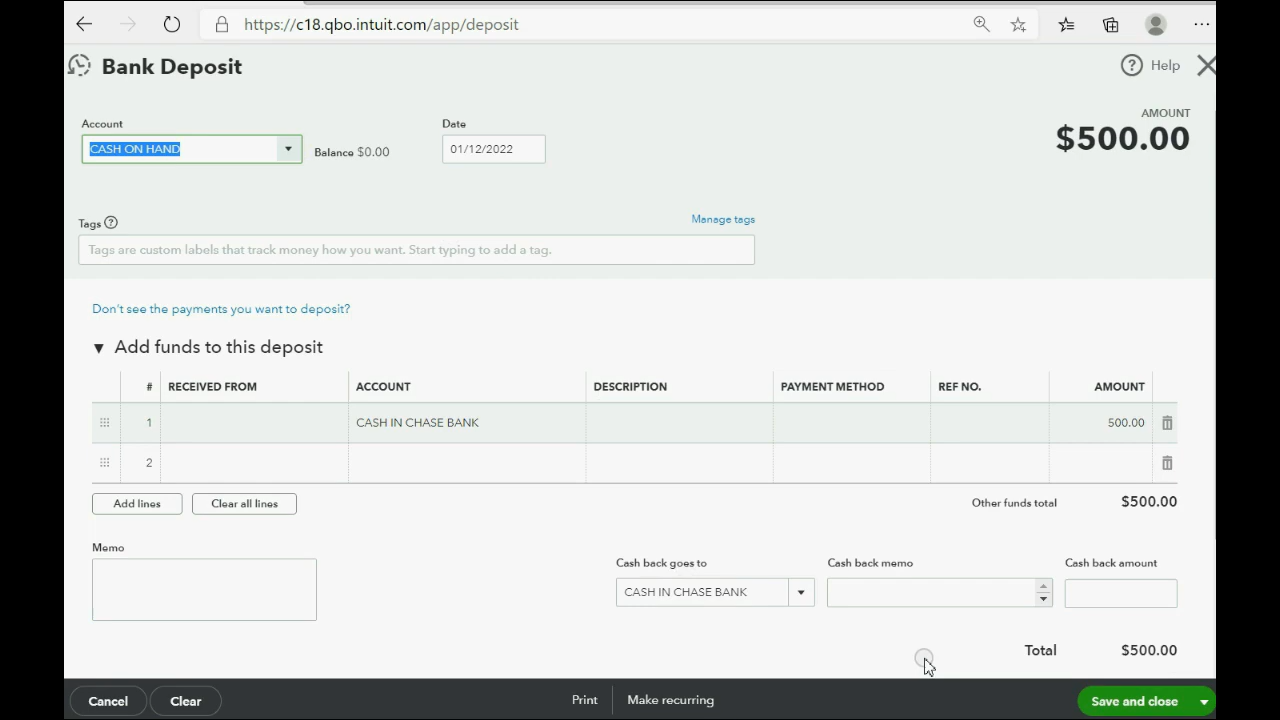 https://c18.qbo.intuit.com/app/deposit
Bank Deposit
? Help
Account
Date
AMOUNT
CASH ON HAND
Balance $0.00
01/12/2022
$500.00
Tags ?
Manage tags
Tags are custom labels that track money how you want. Start typing to add a tag.
Don't see the payments you want to deposit?
Add funds to this deposit
# RECEIVED FROM ACCOUNT DESCRIPTION PAYMENT METHOD REF NO. AMOUNT
1 CASH IN CHASE BANK 500.00
2
Add lines Clear all lines Other funds total $500.00
Memo
Cash back goes to Cash back memo Cash back amount
CASH IN CHASE BANK
Total $500.00
Cancel Clear Print Make recurring Save and close